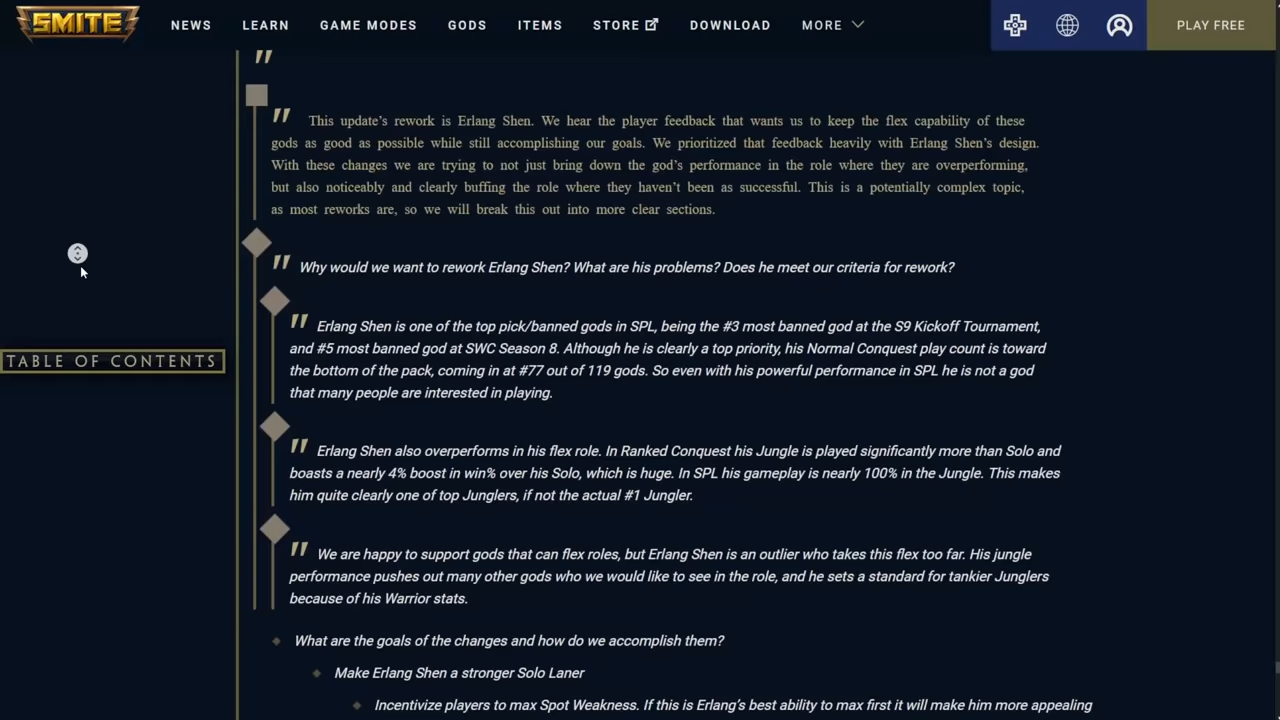 SMITE
NEWS LEARN GAME MODES GODS ITEMS STORE DOWNLOAD MORE PLAY FREE
"
" This update's rework is Erlang Shen. We hear the player feedback that wants us to keep the flex capability of these
gods as good as possible while still accomplishing our goals. We prioritized that feedback heavily with Erlang Shen's design.
With these changes we are trying to not just bring down the god's performance in the role where they are overperforming,
but also noticeably and clearly buffing the role where they haven't been as successful. This is a potentially complex topic,
as most reworks are, so we will break this out into more clear sections.
" Why would we want to rework Erlang Shen? What are his problems? Does he meet our criteria for rework?
" Erlang Shen is one of the top pick/banned gods in SPL, being the #3 most banned god at the S9 Kickoff Tournament,
and #5 most banned god at SWC Season 8. Although he is clearly a top priority, his Normal Conquest play count is toward
the bottom of the pack, coming in at #77 out of 119 gods. So even with his powerful performance in SPL he is not a god
that many people are interested in playing.
TABLE OF CONTENTS
" Erlang Shen also overperforms in his flex role. In Ranked Conquest his Jungle is played significantly more than Solo and
boasts a nearly 4% boost in win% over his Solo, which is huge. In SPL his gameplay is nearly 100% in the Jungle. This makes
him quite clearly one of top Junglers, if not the actual #1 Jungler.
" We are happy to support gods that can flex roles, but Erlang Shen is an outlier who takes this flex too far. His jungle
performance pushes out many other gods who we would like to see in the role, and he sets a standard for tankier Junglers
because of his Warrior stats.
What are the goals of the changes and how do we accomplish them?
Make Erlang Shen a stronger Solo Laner
Incentivize players to max Spot Weakness. If this is Erlang's best ability to max first it will make him more appealing